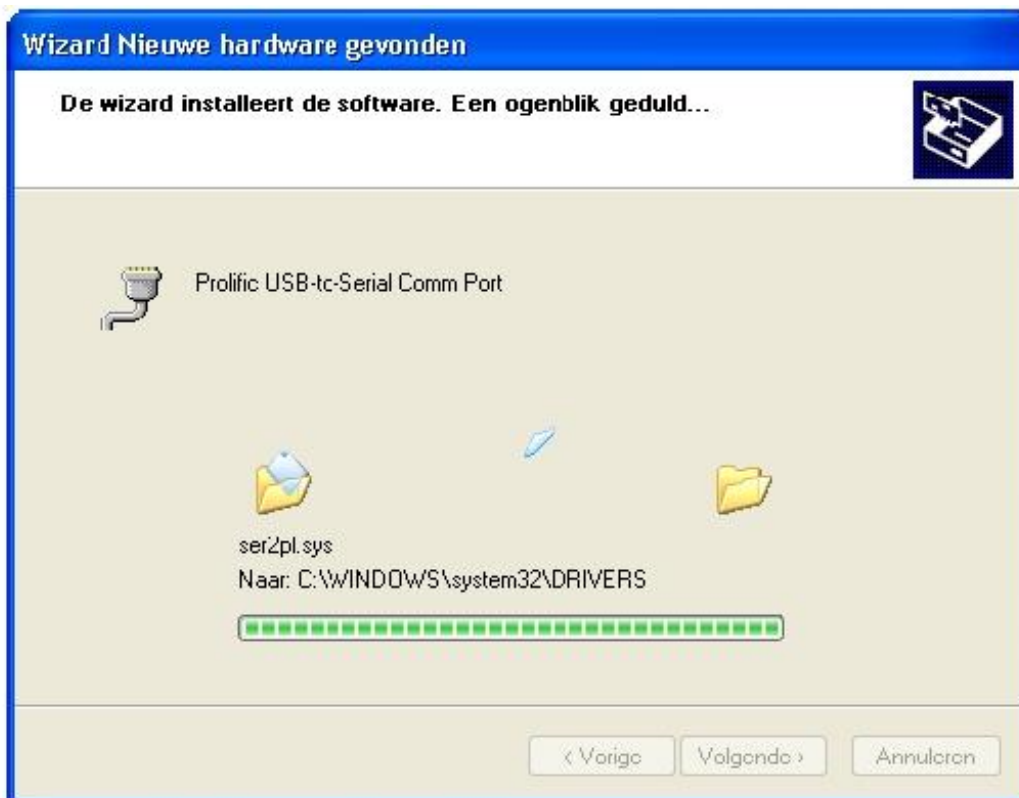 Wizard Nieuwe hardware gevonden
De wizard installeert de software. Een ogenblik geduld...
Prolific USB-to-Serial Comm Port
ser2pl.sys
Naar: C:\WINDOWS\system32\DRIVERS
< Vorige
Volgende >
Annuleren